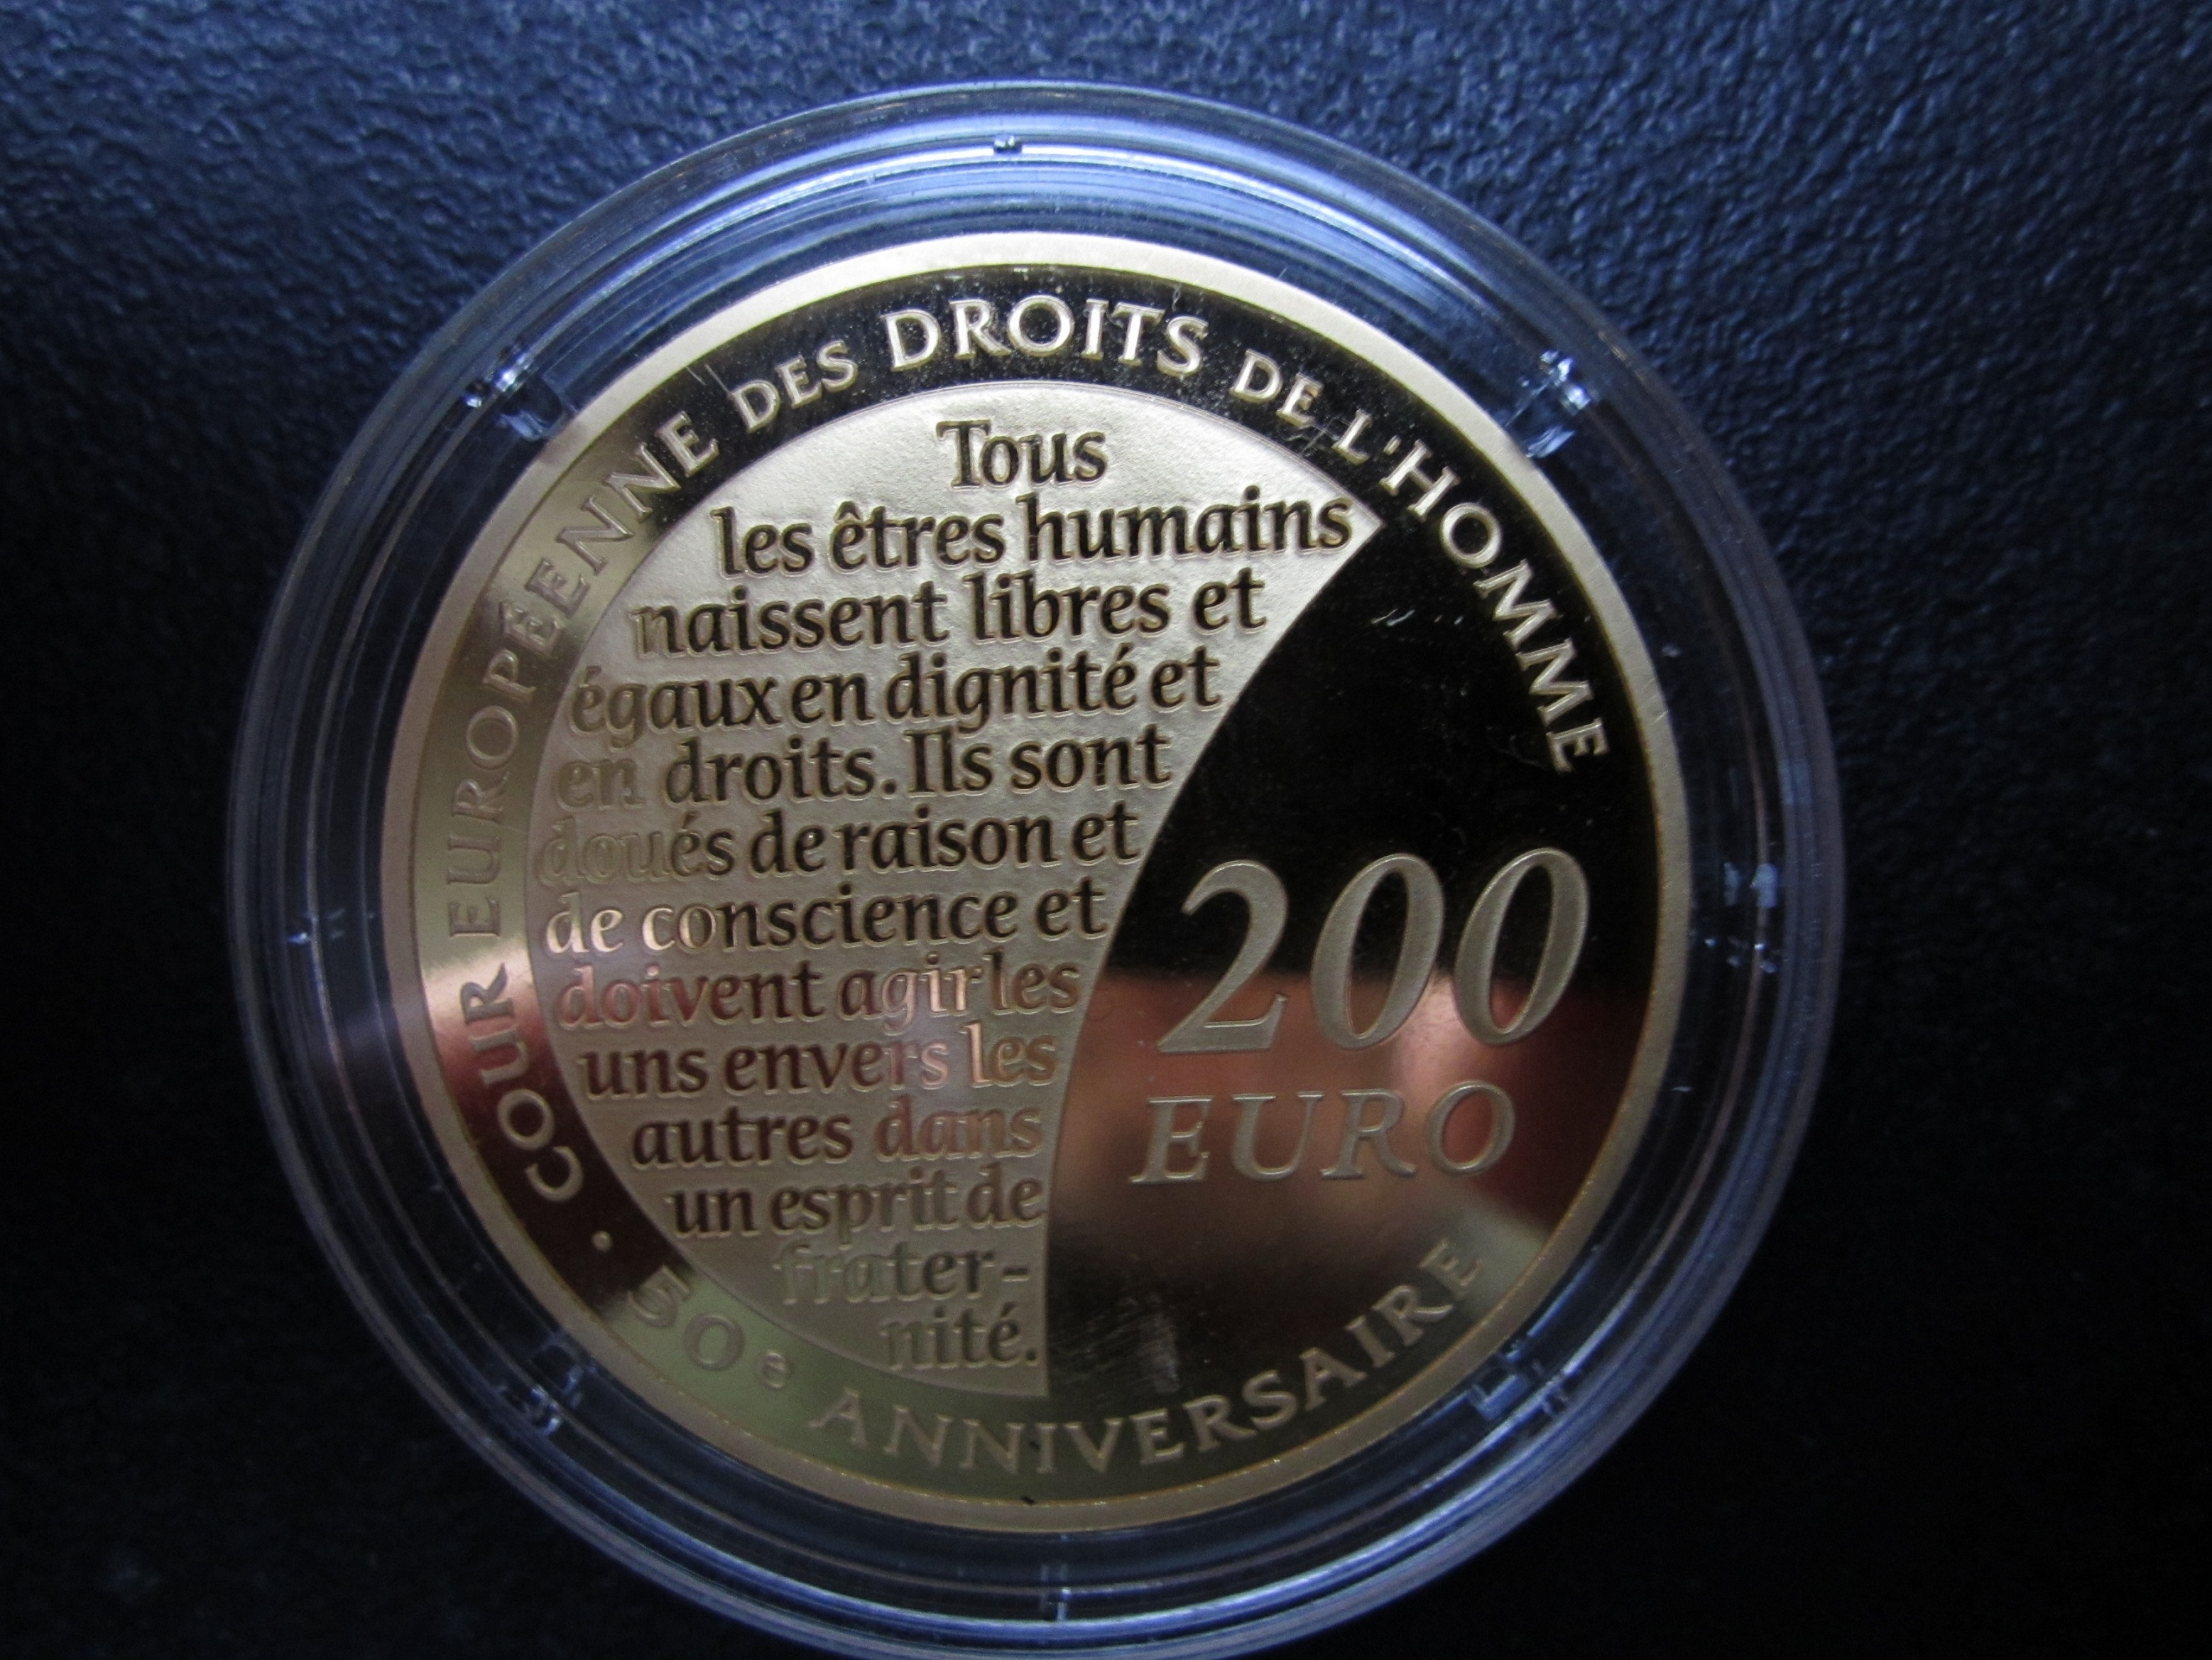 COUR EUROPÉENNE DES DROITS DE L'HOMME
Tous
les êtres humains
naissent libres et
égaux en dignité et
en droits. Ils sont
doués de raison et
de conscience et
doivent agir les
uns envers les
autres dans
un esprit de
frater-
nité.
200
EURO
• 50e ANNIVERSAIRE